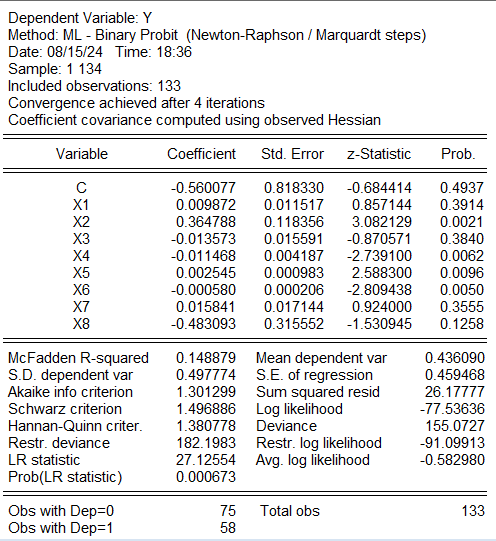 Dependent Variable: Y
Method: ML - Binary Probit (Newton-Raphson / Marquardt steps)
Date: 08/15/24 Time: 18:36
Sample: 1 134
Included observations: 133
Convergence achieved after 4 iterations
Coefficient covariance computed using observed Hessian
Variable Coefficient Std. Error z-Statistic Prob.
C -0.560077 0.818330 -0.684414 0.4937
X1 0.009872 0.011517 0.857144 0.3914
X2 0.364788 0.118356 3.082129 0.0021
X3 -0.013573 0.015591 -0.870571 0.3840
X4 -0.011468 0.004187 -2.739100 0.0062
X5 0.002545 0.000983 2.588300 0.0096
X6 -0.000580 0.000206 -2.809438 0.0050
X7 0.015841 0.017144 0.924000 0.3555
X8 -0.483093 0.315552 -1.530945 0.1258
McFadden R-squared 0.148879 Mean dependent var 0.436090
S.D. dependent var 0.497774 S.E. of regression 0.459468
Akaike info criterion 1.301299 Sum squared resid 26.17777
Schwarz criterion 1.496886 Log likelihood -77.53636
Hannan-Quinn criter. 1.380778 Deviance 155.0727
Restr. deviance 182.1983 Restr. log likelihood -91.09913
LR statistic 27.12554 Avg. log likelihood -0.582980
Prob(LR statistic) 0.000673
Obs with Dep=0 75 Total obs 133
Obs with Dep=1 58